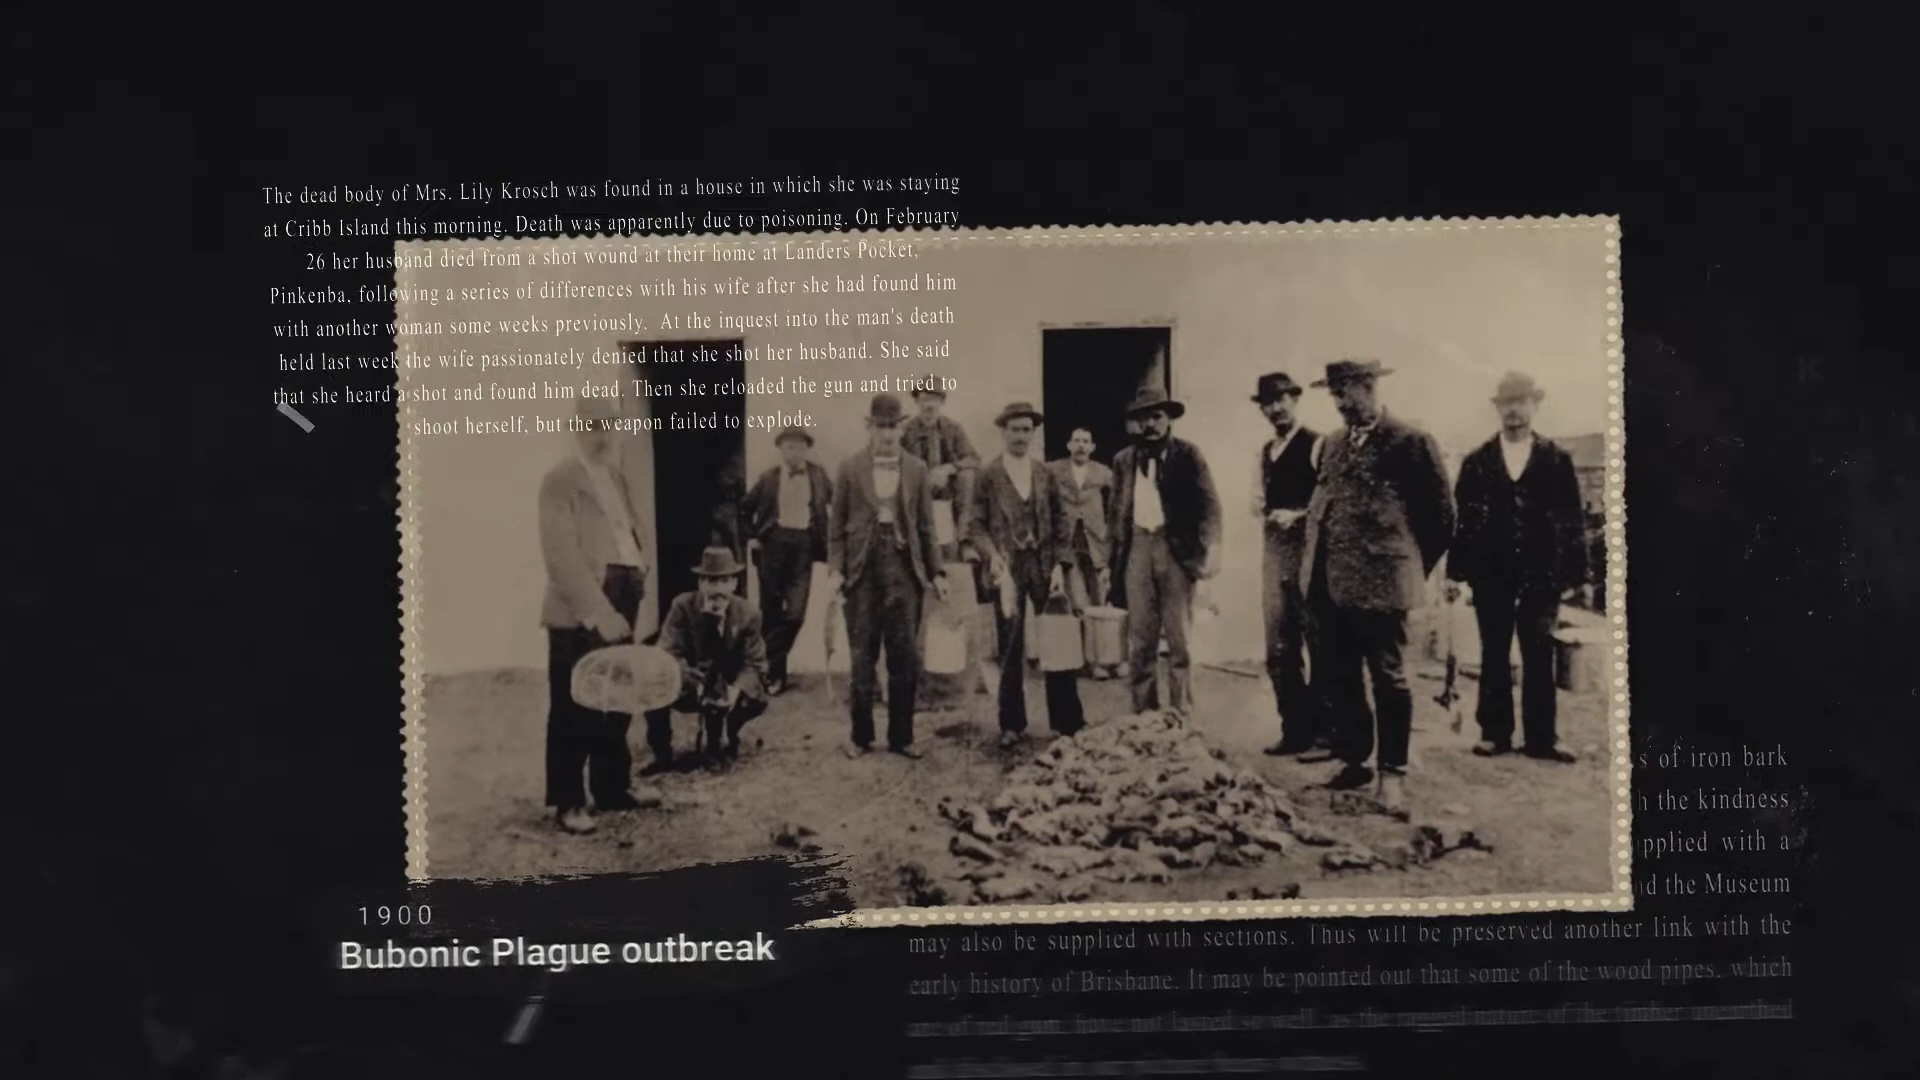 The dead body of Mrs. Lily Krosch was found in a house in which she was staying
at Cribb Island this morning. Death was apparently due to poisoning. On February
26 her husband died from a shot wound at their home at Landers Pocket,
Pinkenba, following a series of differences with his wife after she had found him
with another woman some weeks previously. At the inquest into the man's death
held last week the wife passionately denied that she shot her husband. She said
that she heard a shot and found him dead. Then she reloaded the gun and tried to
shoot herself, but the weapon failed to explode.
of iron bark
the kindness
with a
the Museum
1900
Bubonic Plague outbreak
may also be supplied with sections. Thus will be preserved another link with the
early history of Brisbane. It may be pointed out that some of the wood pipes, which